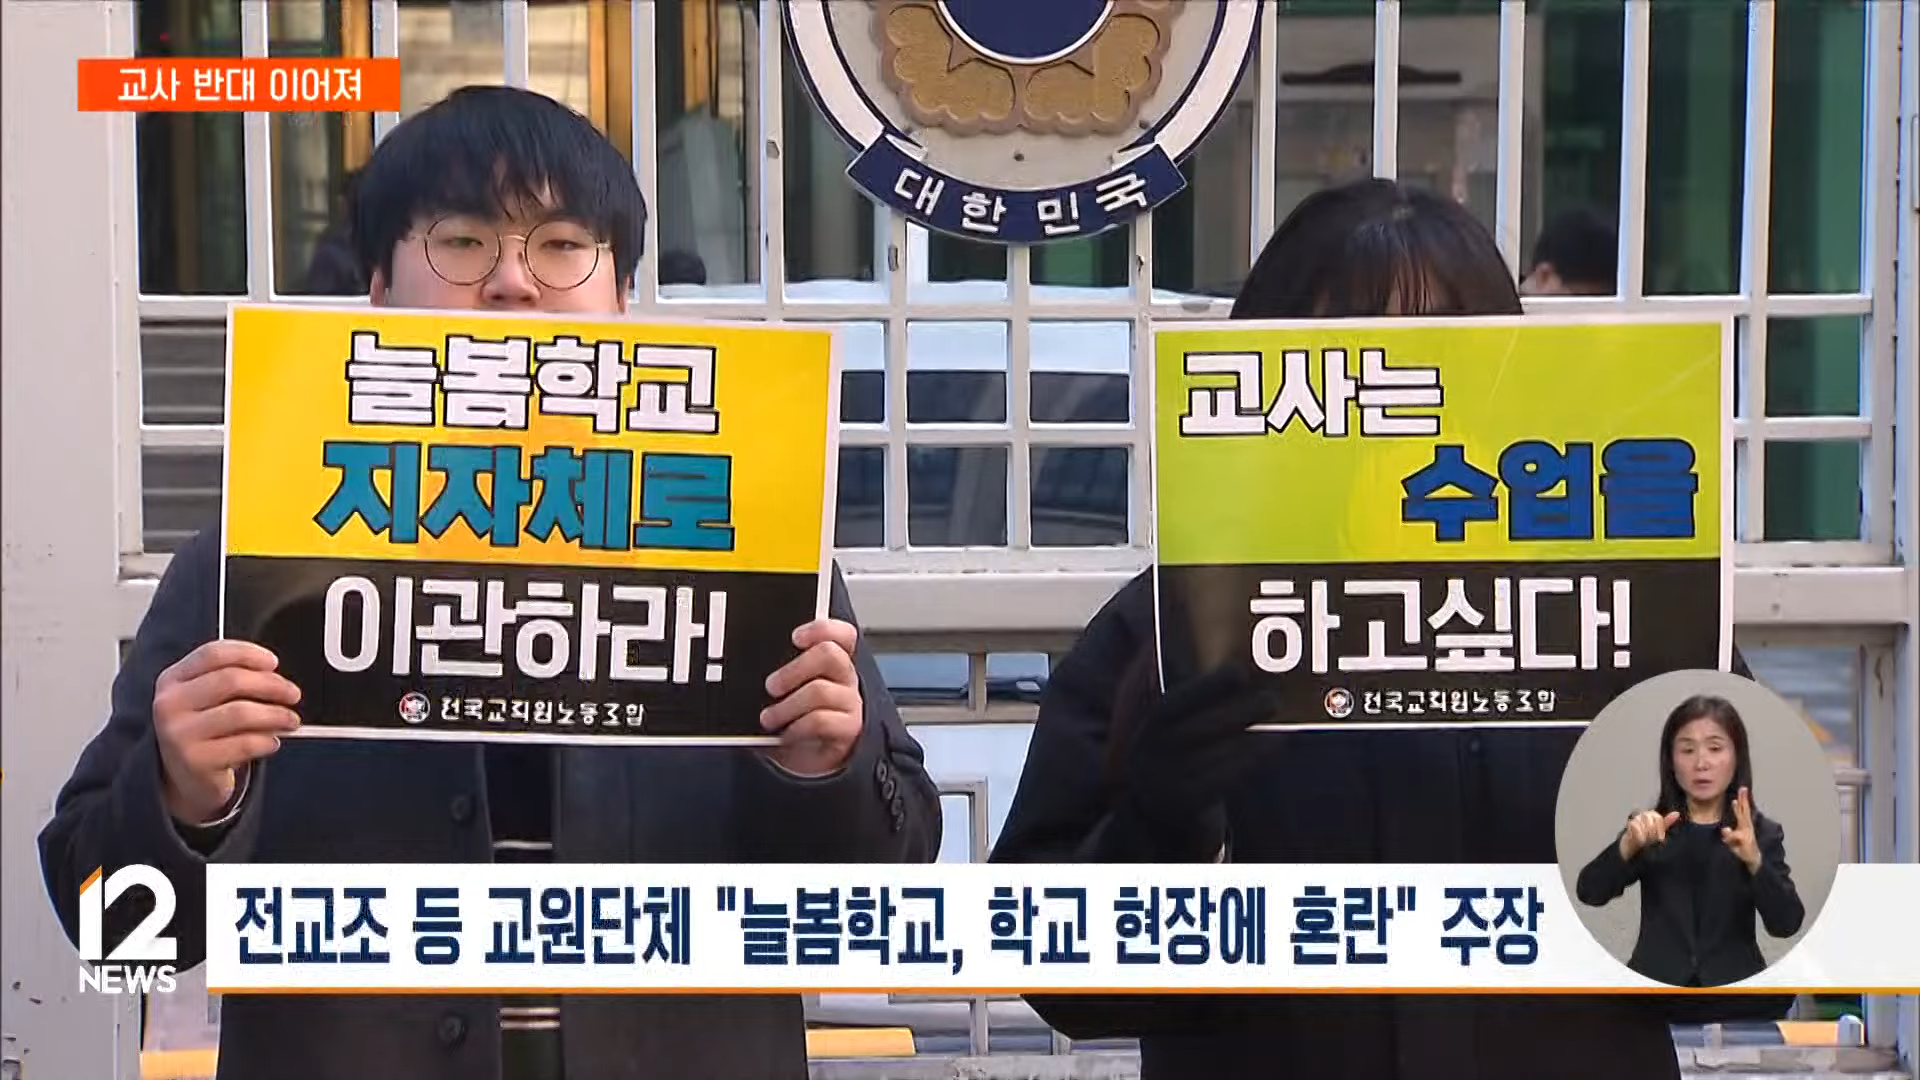 교사 반대 이어져
대한민국
늘봄학교
지자체로
이관하라!
전국교직원노동조합
교사는
수업을
하고싶다!
전국교직원노동조합
12
NEWS
전교조 등 교원단체 "늘봄학교, 학교 현장에 혼란" 주장